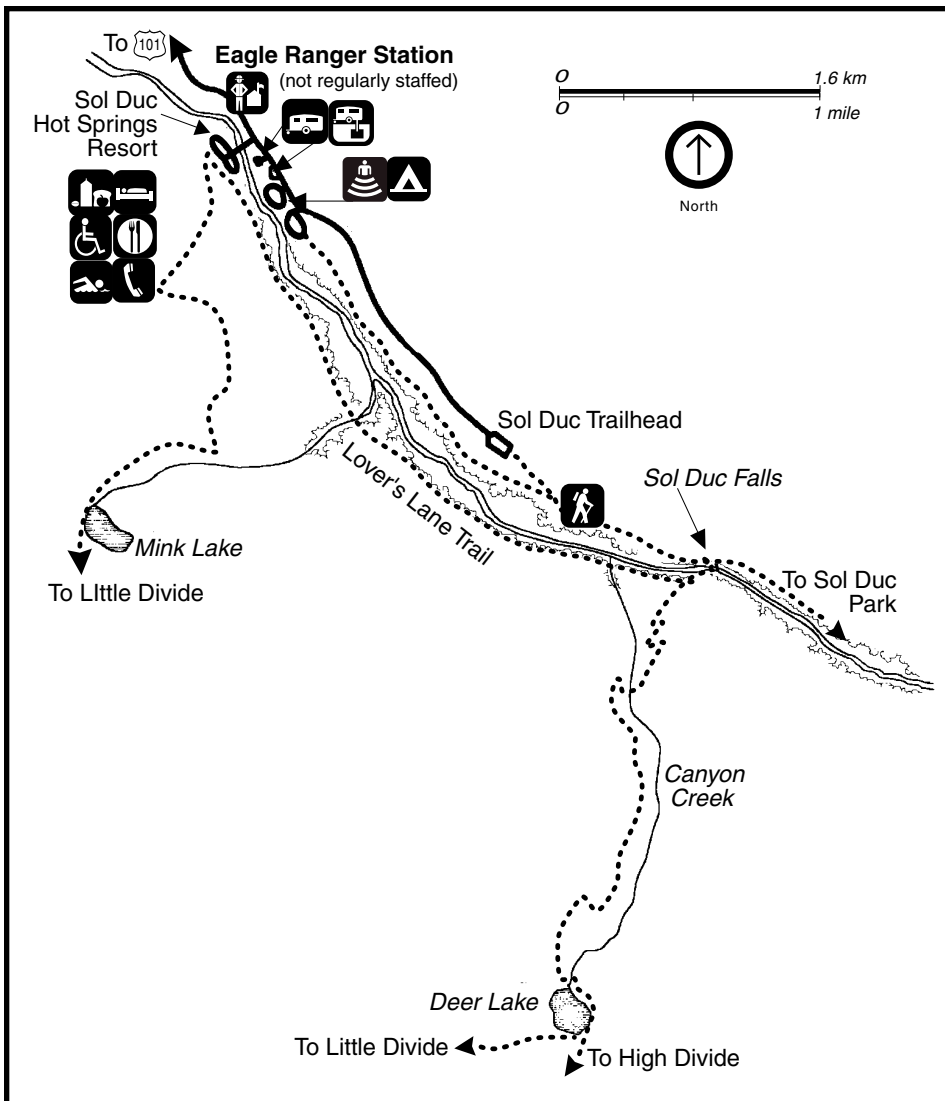 To 101
Eagle Ranger Station
(not regularly staffed)
O
1.6 km
O
1 mile
Sol Duc
Hot Springs
Resort
North
Sol Duc Trailhead
Sol Duc Falls
Lover's Lane Trail
Mink Lake
To LIttle Divide
To Sol Duc
Park
Canyon
Creek
Deer Lake
To Little Divide
To High Divide